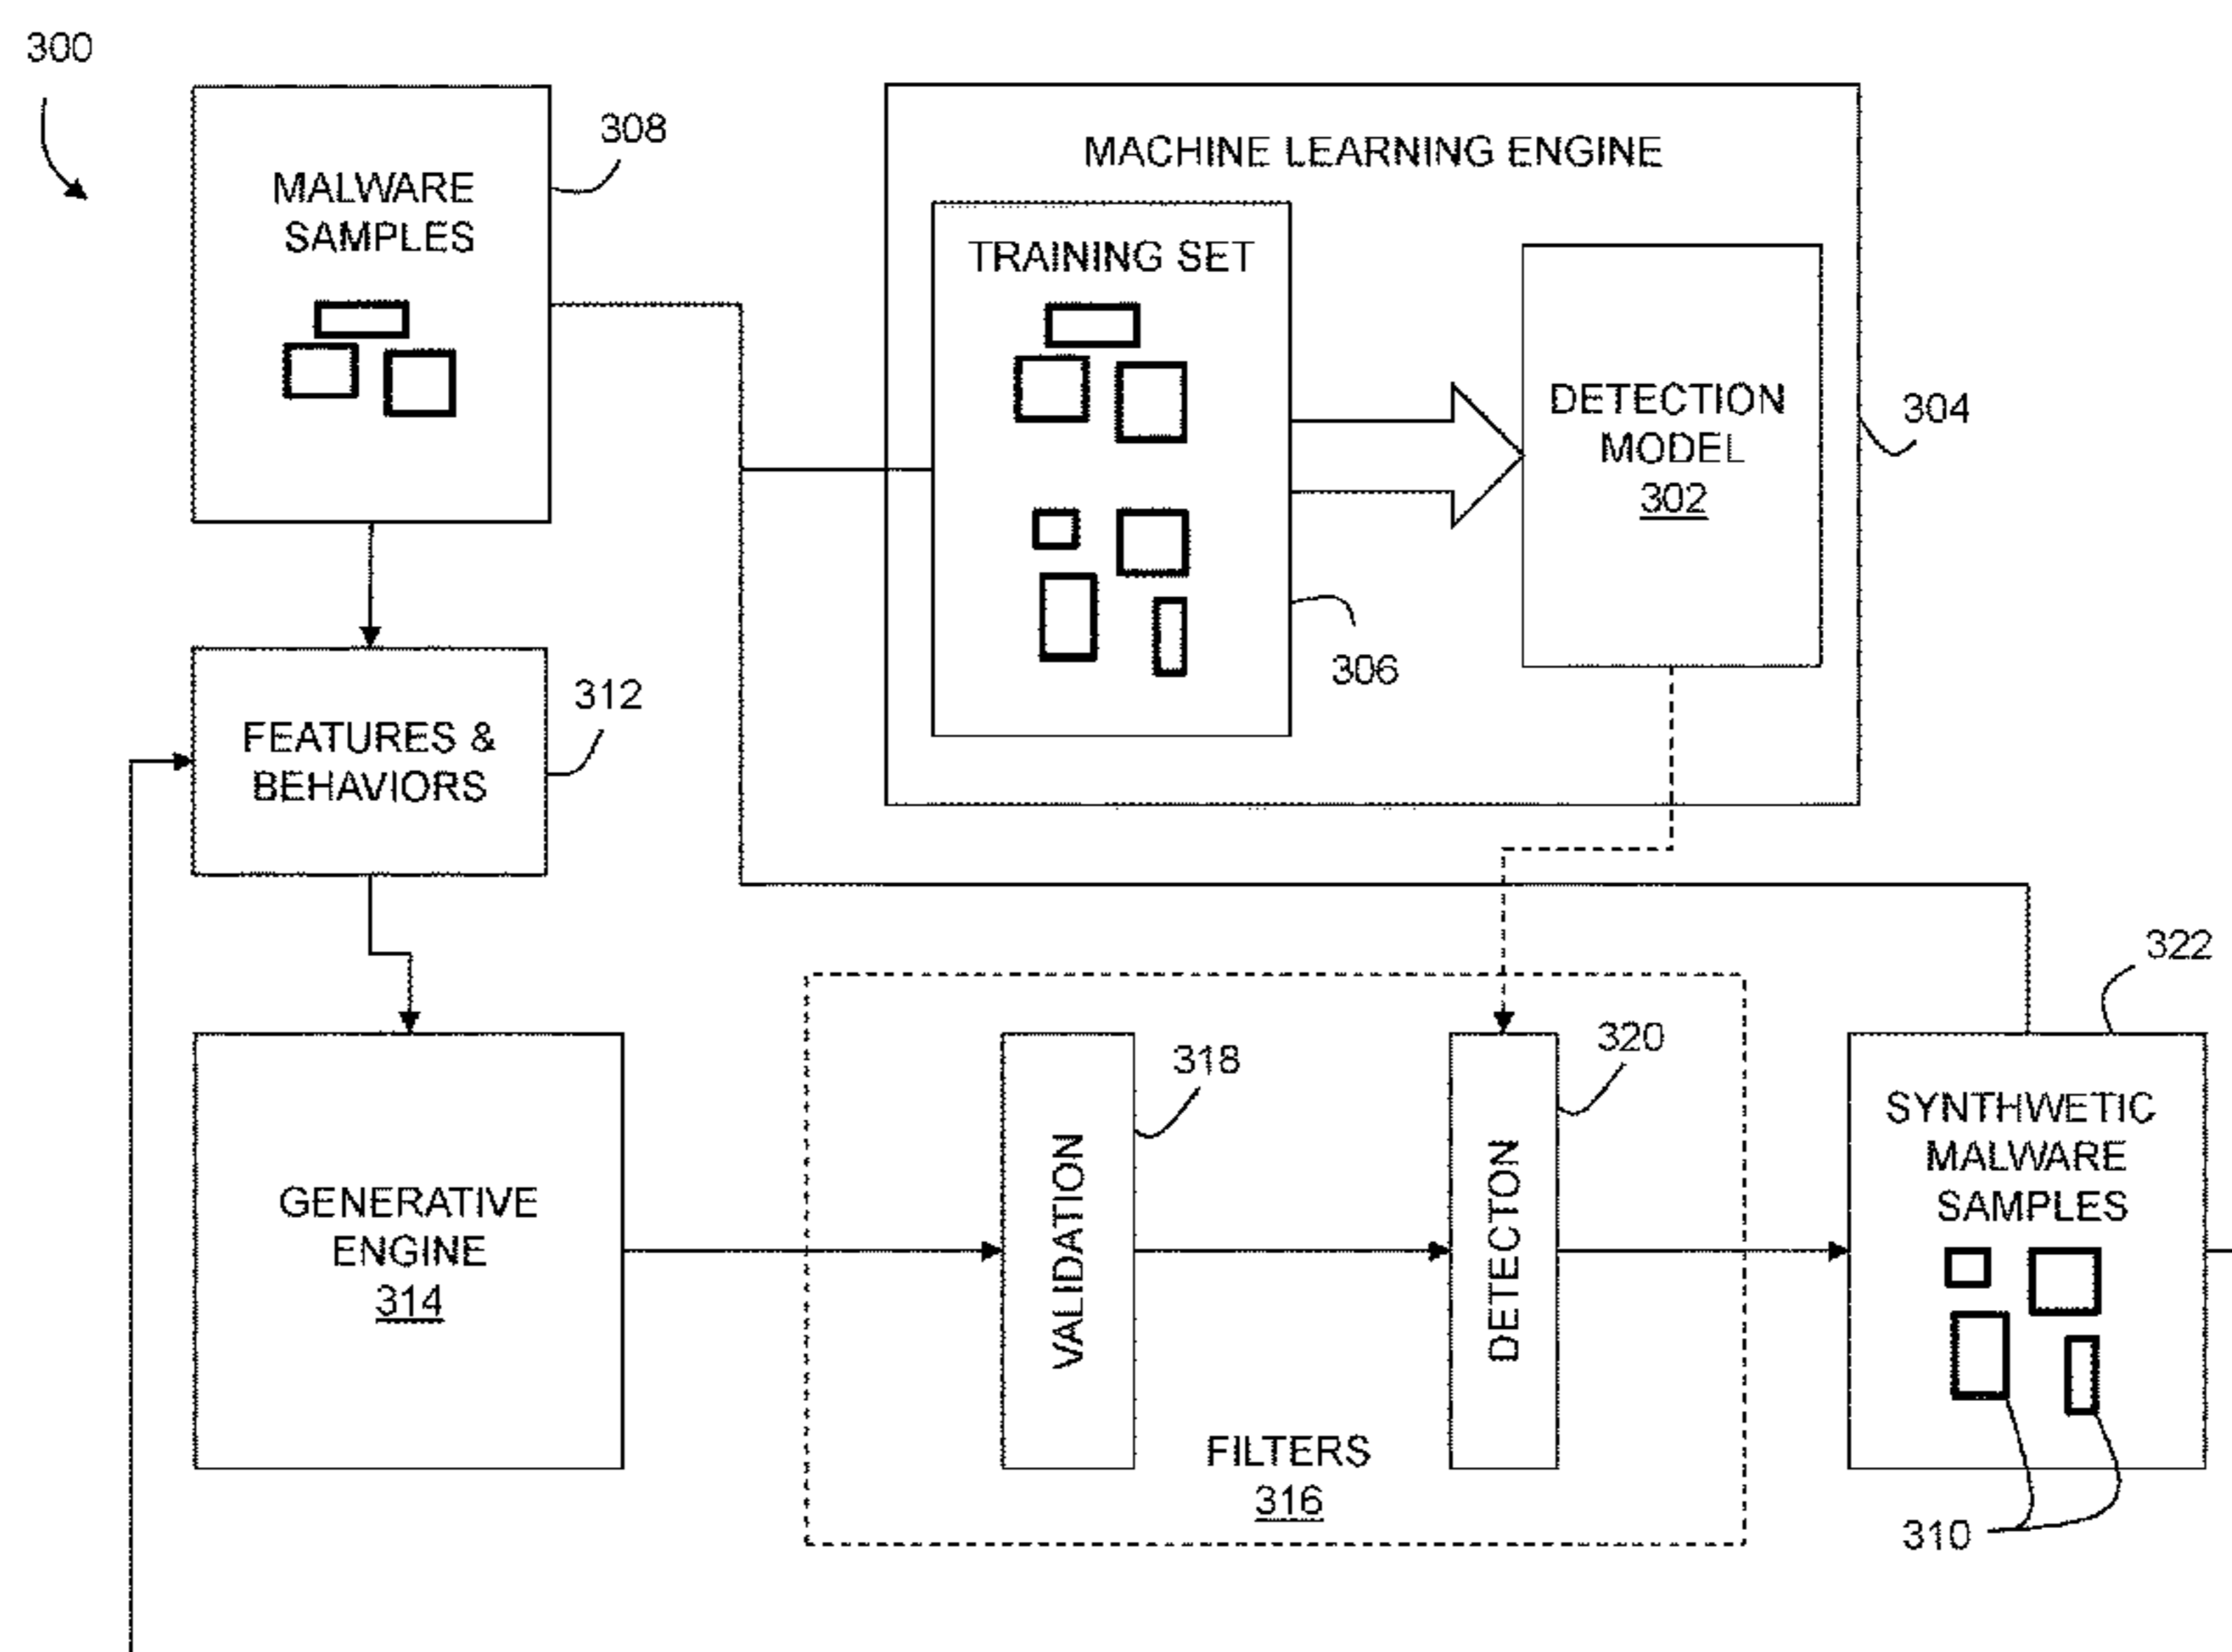 300
308
MALWARE
SAMPLES
MACHINE LEARNING ENGINE
TRAINING SET
DETECTION
MODEL
302
304
306
312
FEATURES &
BEHAVIORS
322
318
320
GENERATIVE
ENGINE
314
VALIDATION
DETECTON
FILTERS
316
SYNTHWETIC
MALWARE
SAMPLES
310